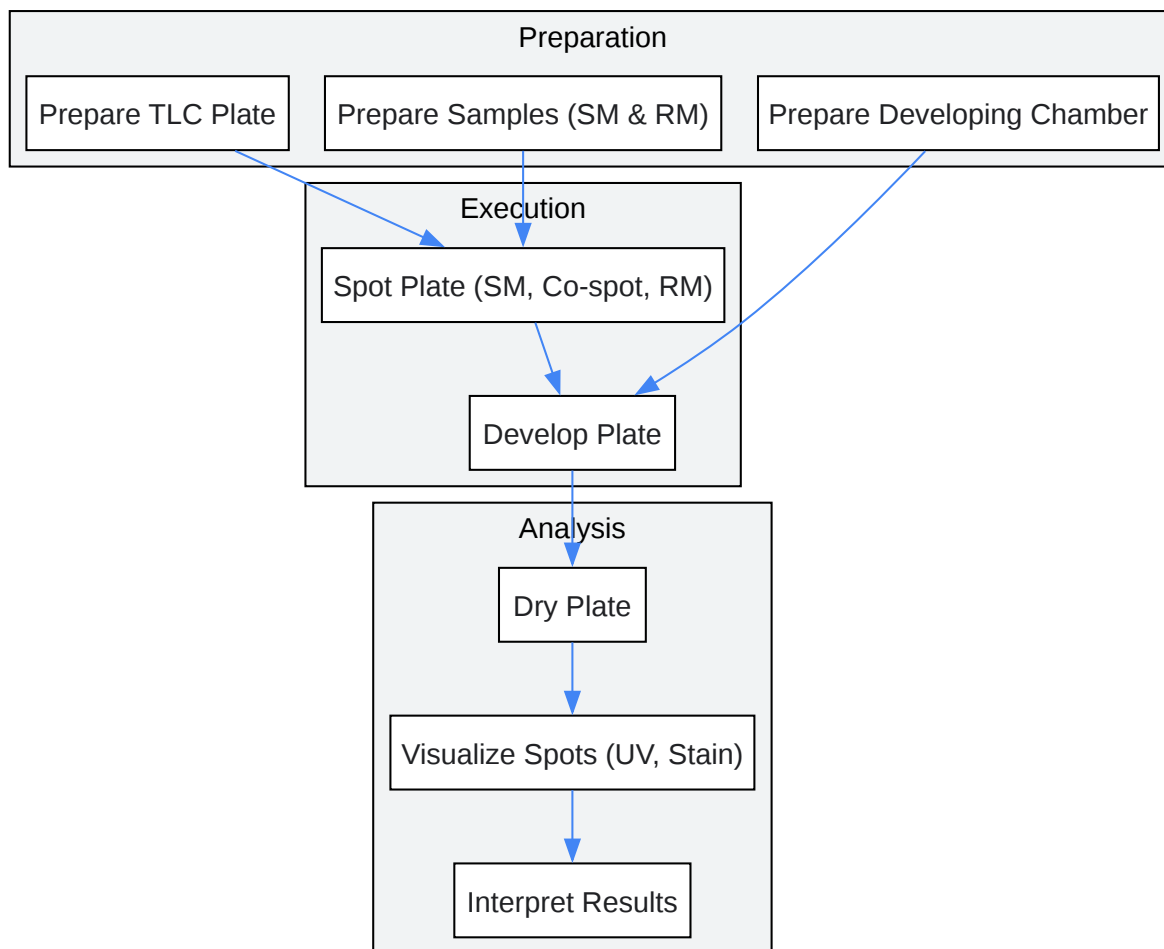 Preparation
Prepare TLC Plate
Prepare Samples (SM & RM)
Prepare Developing Chamber
Execution
Spot Plate (SM, Co-spot, RM)
Develop Plate
Analysis
Dry Plate
Visualize Spots (UV, Stain)
Interpret Results